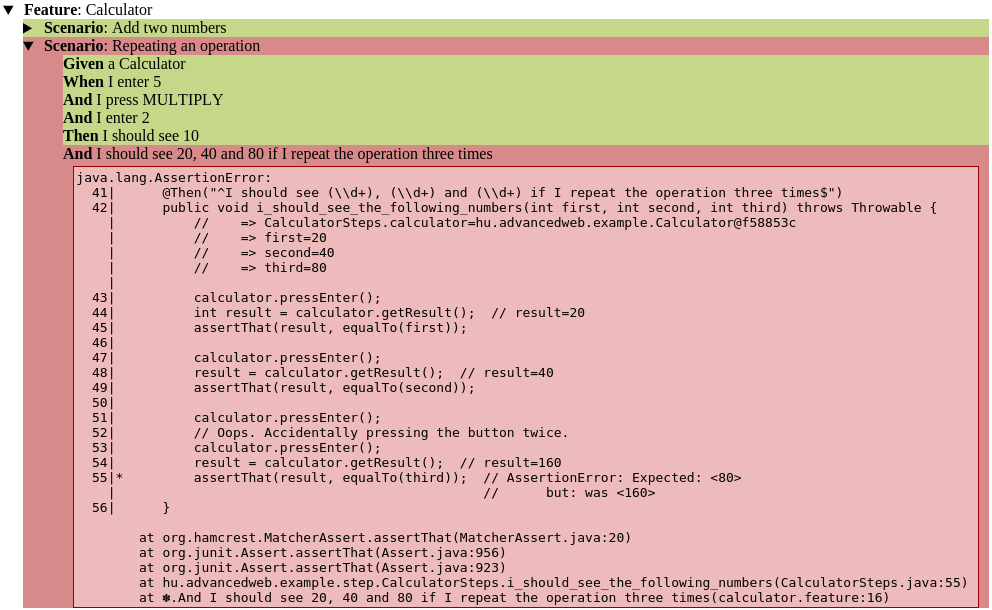 ▼ Feature: Calculator
▶ Scenario: Add two numbers
▼ Scenario: Repeating an operation
Given a Calculator
When I enter 5
And I press MULTIPLY
And I enter 2
Then I should see 10
And I should see 20, 40 and 80 if I repeat the operation three times
java.lang.AssertionError:
  41|      @Then("^I should see (\\d+), (\\d+) and (\\d+) if I repeat the operation three times$")
  42|      public void i_should_see_the_following_numbers(int first, int second, int third) throws Throwable {
    |          //    => CalculatorSteps.calculator=hu.advancedweb.example.Calculator@f58853c
    |          //    => first=20
    |          //    => second=40
    |          //    => third=80
    |
  43|          calculator.pressEnter();
  44|          int result = calculator.getResult();  // result=20
  45|          assertThat(result, equalTo(first));
  46|
  47|          calculator.pressEnter();
  48|          result = calculator.getResult();  // result=40
  49|          assertThat(result, equalTo(second));
  50|
  51|          calculator.pressEnter();
  52|          // Oops. Accidentally pressing the button twice.
  53|          calculator.pressEnter();
  54|          result = calculator.getResult();  // result=160
  55|*         assertThat(result, equalTo(third));  // AssertionError: Expected: <80>
    |                                               //      but: was <160>
  56|      }
        at org.hamcrest.MatcherAssert.assertThat(MatcherAssert.java:20)
        at org.junit.Assert.assertThat(Assert.java:956)
        at org.junit.Assert.assertThat(Assert.java:923)
        at hu.advancedweb.example.step.CalculatorSteps.i_should_see_the_following_numbers(CalculatorSteps.java:55)
        at ✽.And I should see 20, 40 and 80 if I repeat the operation three times(calculator.feature:16)